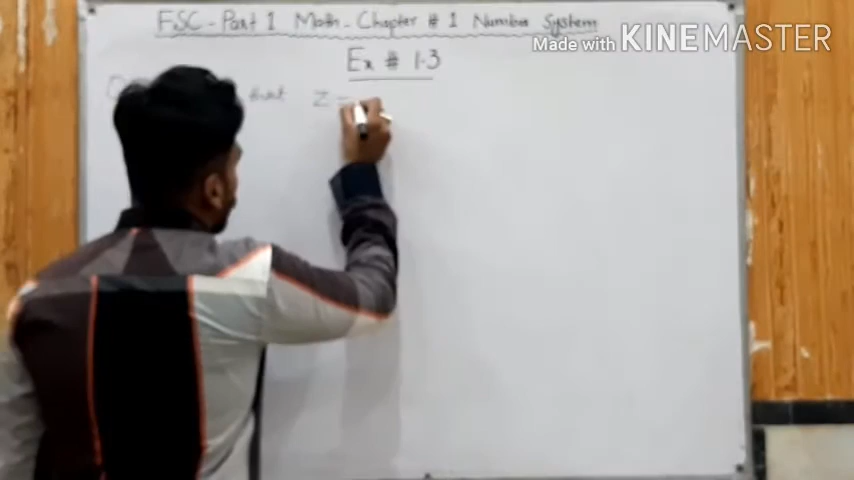 FSC - Part 1 Math - Chapter # 1 Number System
Made with KINEMASTER
Ex # 1.3
that Z =